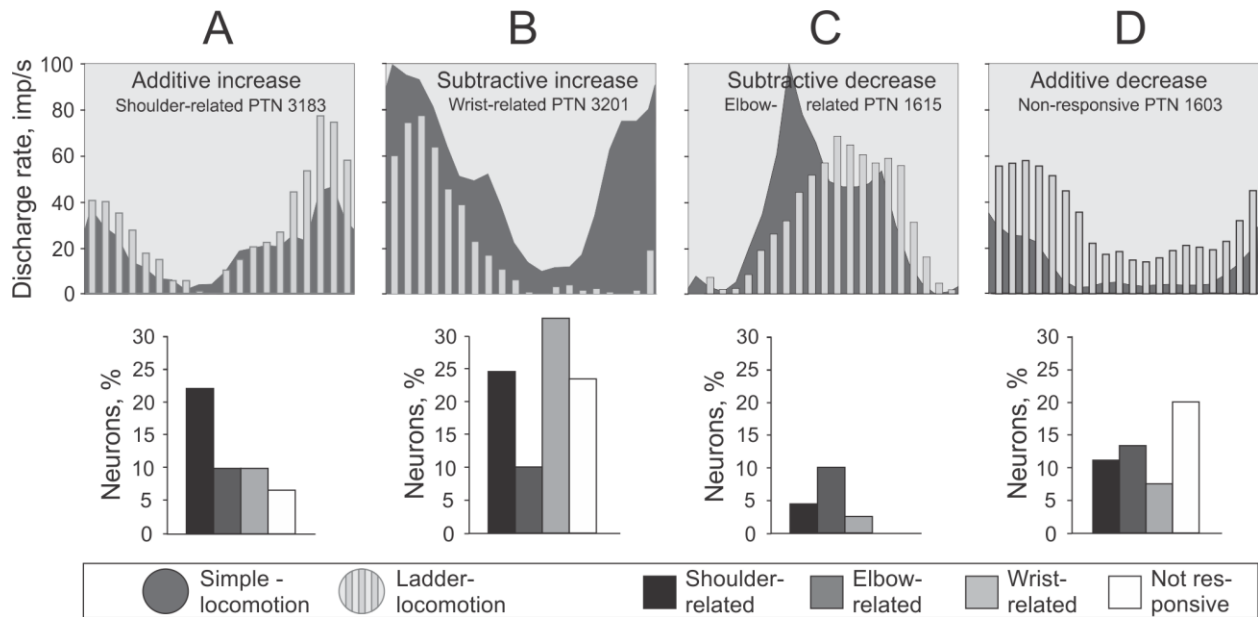 A
B
C
D
Discharge rate, imp/s
100
80
60
40
20
0
Additive increase
Shoulder-related PTN 3183
Subtractive increase
Wrist-related PTN 3201
Subtractive decrease
Elbow- related PTN 1615
Additive decrease
Non-responsive PTN 1603
Neurons, %
30
25
20
15
10
5
0
Neurons, %
30
25
20
15
10
5
0
Neurons, %
30
25
20
15
10
5
0
Neurons, %
30
25
20
15
10
5
0
Simple -
locomotion
Ladder-
locomotion
Shoulder-
related
Elbow-
related
Wrist-
related
Not res-
ponsive